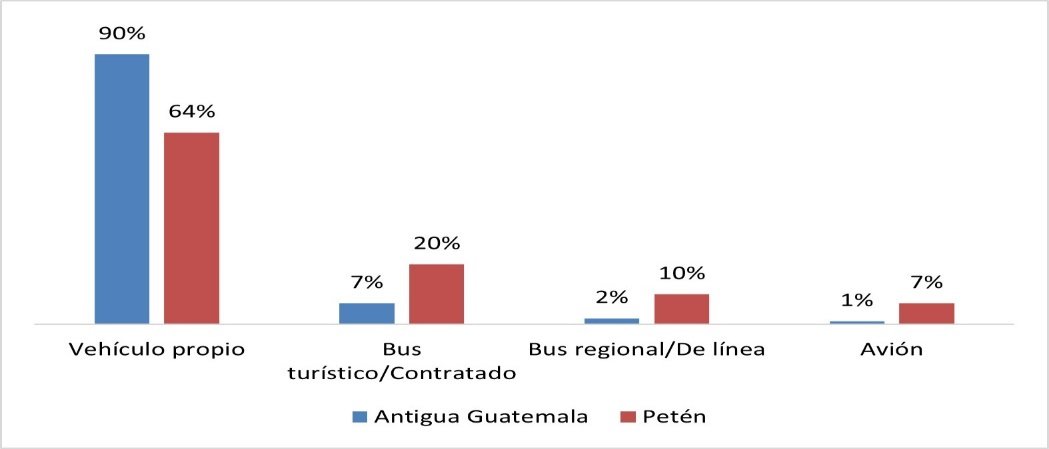 90%
64%
7%
20%
2%
10%
1%
7%
Vehículo propio
Bus
turístico/Contratado
Bus regional/De línea
Avión
Antigua Guatemala
Petén